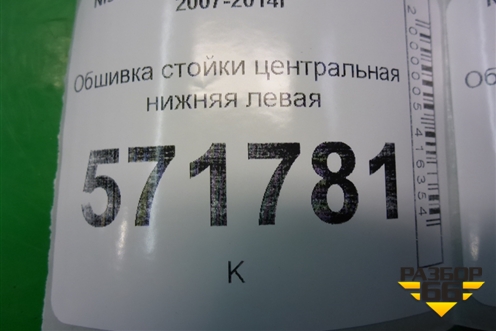 2007-2014г
Обшивка стойки центральная
нижняя левая
571781
К
2000005416354
РАЗБОР
66